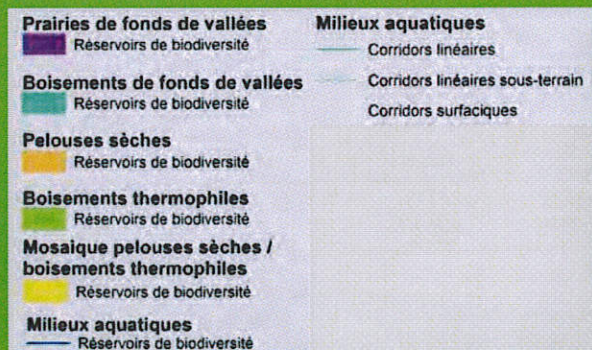 Prairies de fonds de vallées
Réservoirs de biodiversité
Boisements de fonds de vallées
Réservoirs de biodiversité
Pelouses sèches
Réservoirs de biodiversité
Boisements thermophiles
Réservoirs de biodiversité
Mosaique pelouses sèches /
boisements thermophiles
Réservoirs de biodiversité
Milieux aquatiques
Réservoirs de biodiversité
Milieux aquatiques
Corridors linéaires
Corridors linéaires sous-terrain
Corridors surfaciques